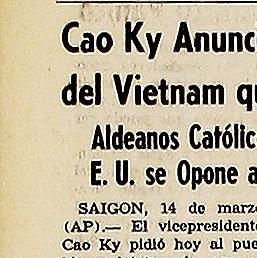 Cao Ky Anunc
del Vietnam qu
Aldeanos Católic
E. U. se Opone a
SAIGON, 14 de marz
(AP).— El vicepresidente
Cao Ky pidió hoy al pue